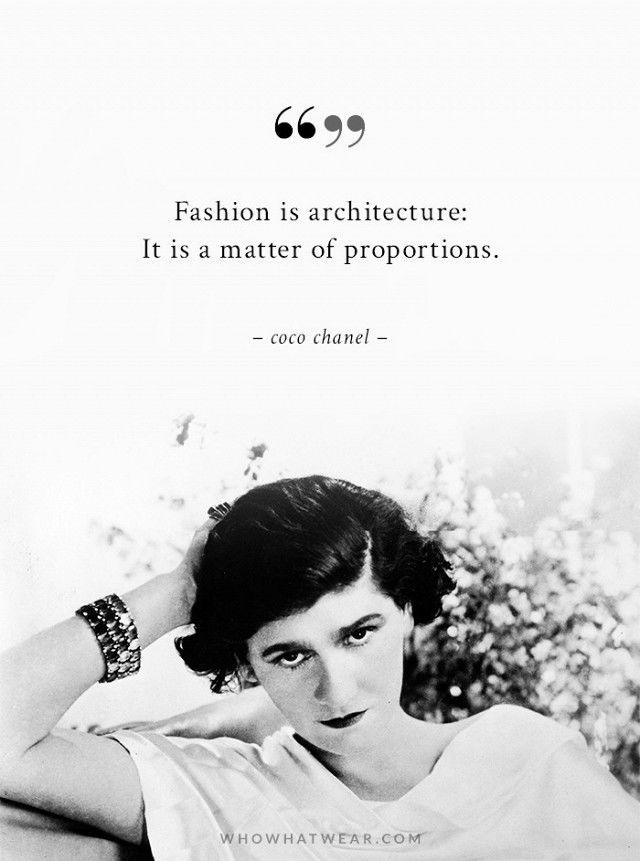 “ ”
Fashion is architecture:
It is a matter of proportions.
– coco chanel –
WHOWHATWEAR.COM